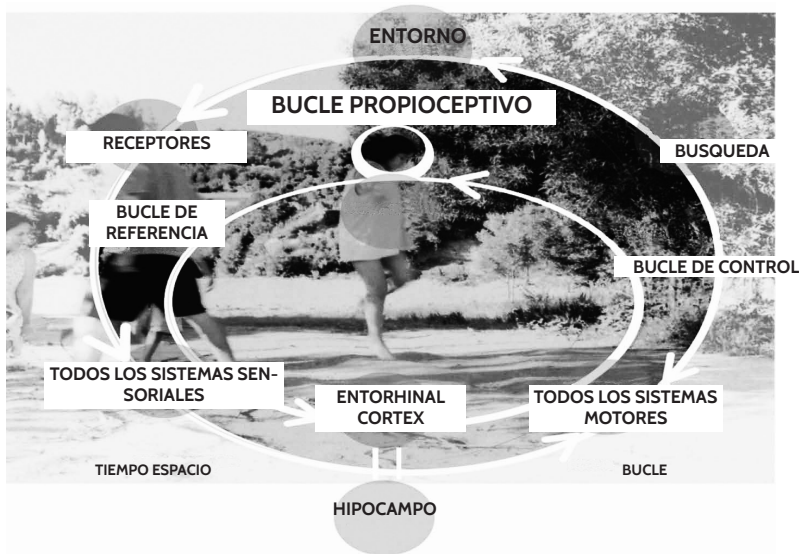 ENTORNO
BUCLE PROPIOCEPTIVO
RECEPTORES
BUSQUEDA
BUCLE DE
REFERENCIA
BUCLE DE CONTROL
TODOS LOS SISTEMAS SEN-
SORIALES
ENTORHINAL
CORTEX
TODOS LOS SISTEMAS
MOTORES
TIEMPO ESPACIO
BUCLE
HIPOCAMPO